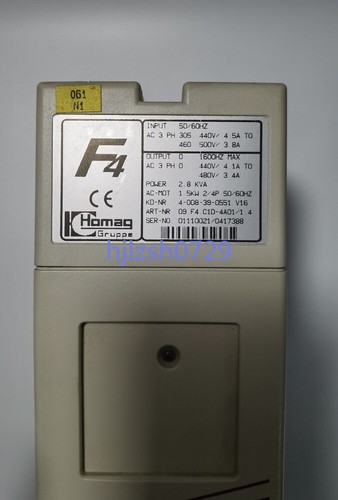 061
N1
F4
CE
Homag
Gruppe
INPUT 50/60HZ
AC 3 PH 305 440V/ 4.5A TO
460 500V/ 3.8A
OUTPUT 0 1600HZ MAX
AC 3 PH 0 440V/ 4.1A TO
480V/ 3.4A
POWER 2.8 KVA
AC-MOT 1.5KW 2/4P 50/60HZ
KD-NR 4-008-39-0551 V16
ART-NR 09.F4.C1D-4A01/1.4
SER-NO 01110021/0417388
hjlzsh0729